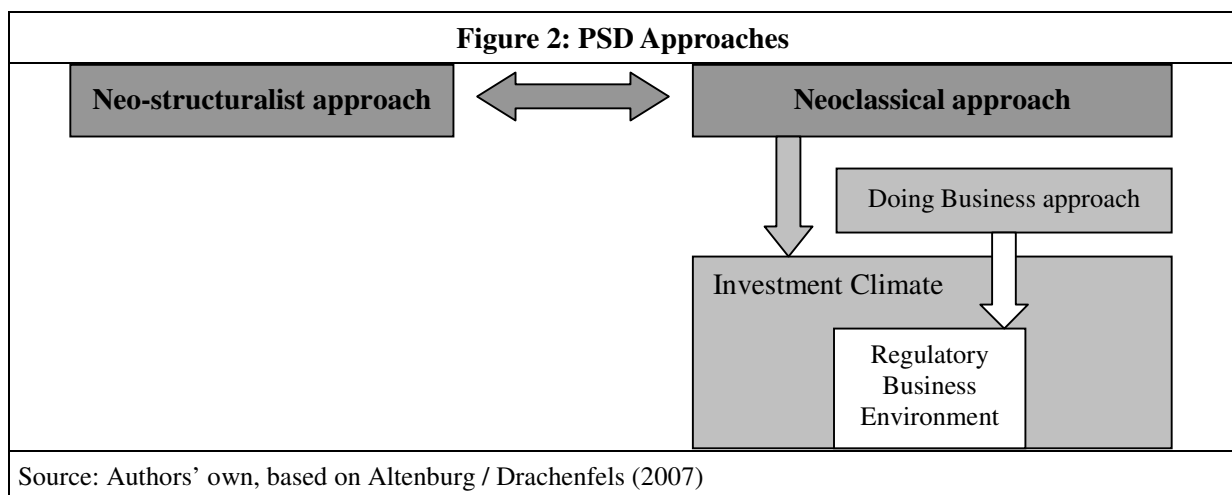 Figure 2: PSD Approaches
Neo-structuralist approach
Neoclassical approach
Doing Business approach
Investment Climate
Regulatory
Business
Environment
Source: Authors’ own, based on Altenburg / Drachenfels (2007)